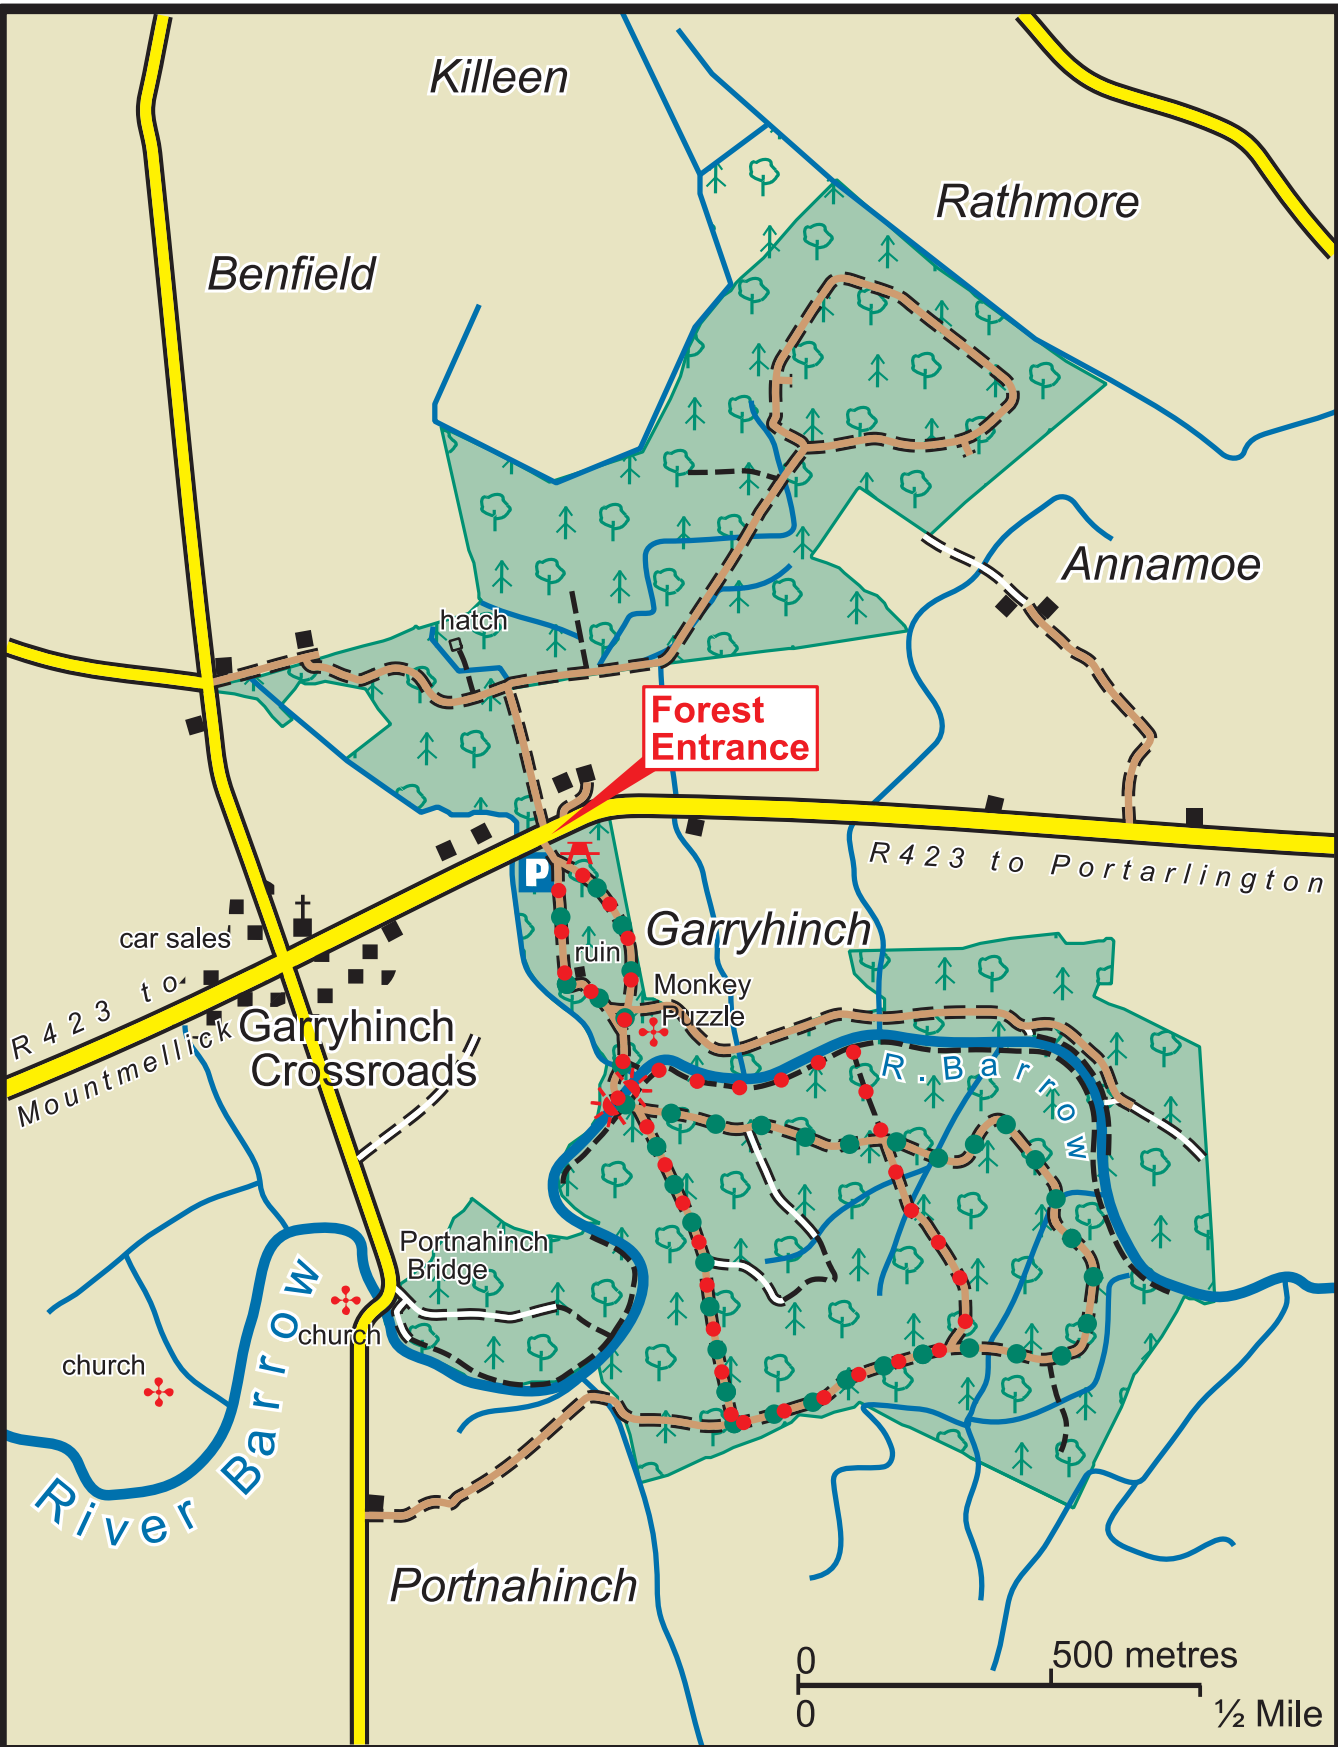 Killeen
Rathmore
Benfield
Annamoe
hatch
Forest
Entrance
R423 to Portarlington
P
Garryhinch
car sales
ruin
Monkey
Puzzle
R423 to
Mountmellick
Garryhinch
Crossroads
R. Barrow
Portnahinch
Bridge
church
church
River Barrow
Portnahinch
0
500 metres
0
½ Mile